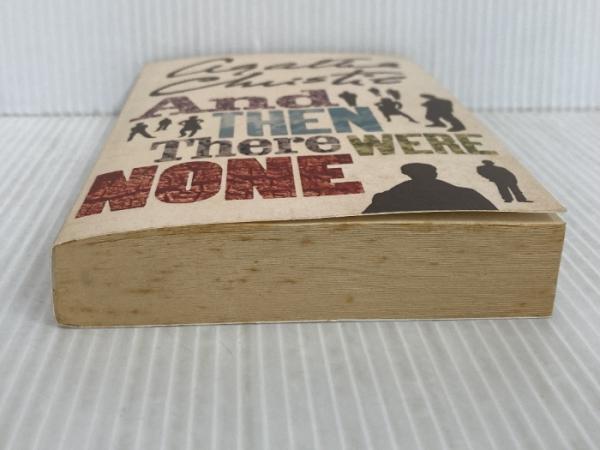 Agatha
Christie
And
THEN
There WERE
NONE